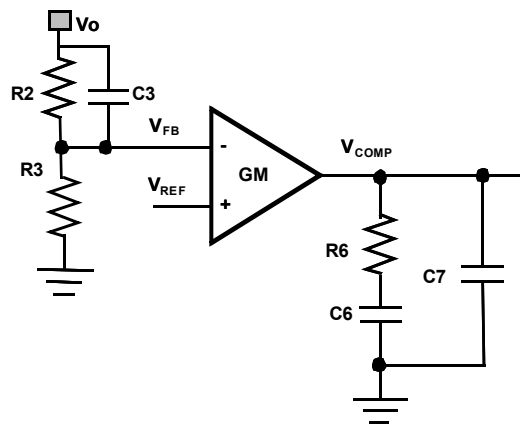 Vo
R2
C3
VFB
VCOMP
R3
GM
-
VREF
+
R6
C7
C6